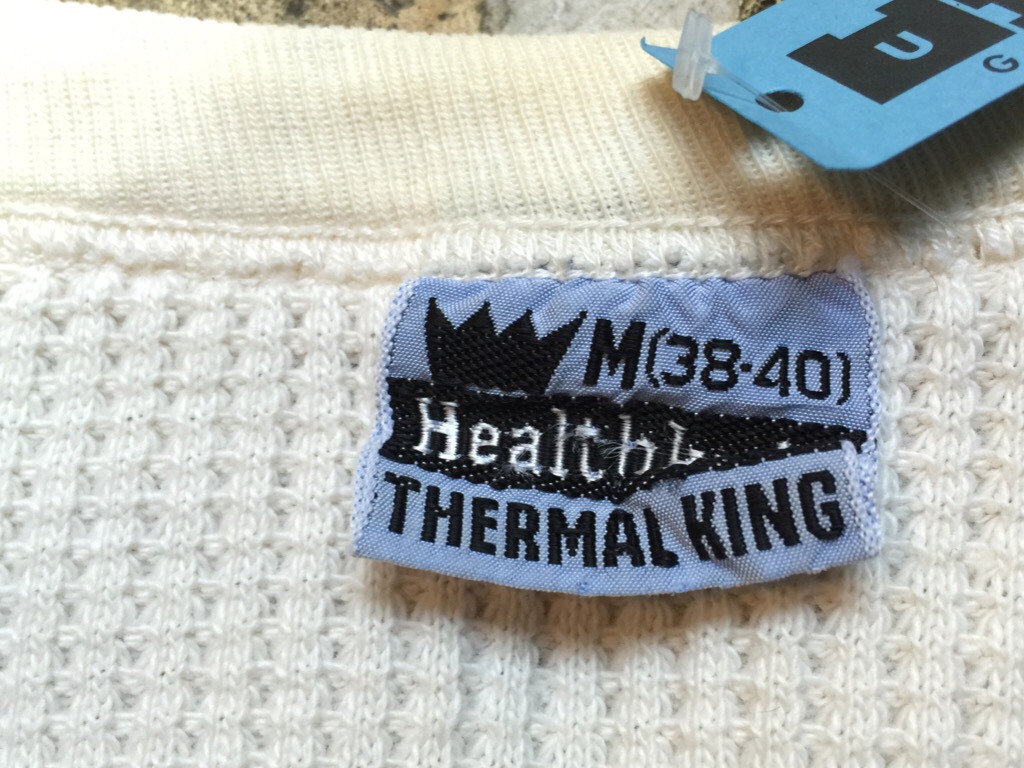 U
G
M(38-40)
Health
THERMAL KING